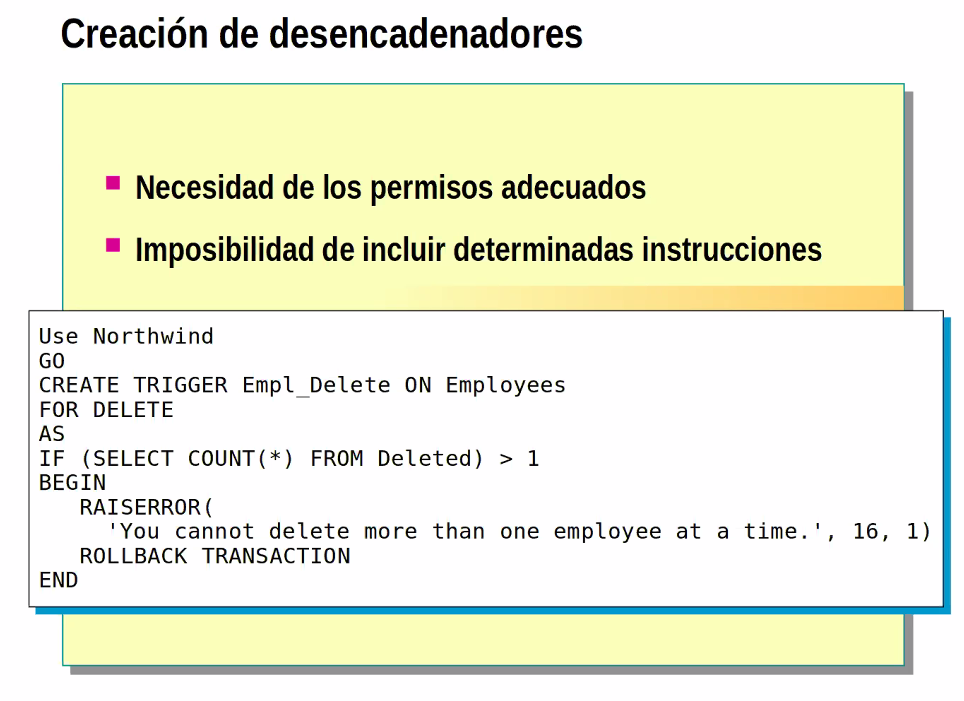 Creación de desencadenadores
Necesidad de los permisos adecuados
Imposibilidad de incluir determinadas instrucciones
Use Northwind
GO
CREATE TRIGGER Empl_Delete ON Employees
FOR DELETE
AS
IF (SELECT COUNT(*) FROM Deleted) > 1
BEGIN
   RAISERROR(
     'You cannot delete more than one employee at a time.', 16, 1)
   ROLLBACK TRANSACTION
END